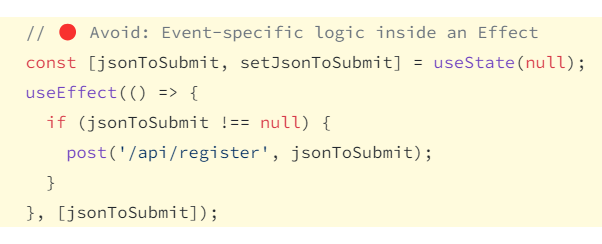 // 🔴 Avoid: Event-specific logic inside an Effect
const [jsonToSubmit, setJsonToSubmit] = useState(null);
useEffect(() => {
  if (jsonToSubmit !== null) {
    post('/api/register', jsonToSubmit);
  }
}, [jsonToSubmit]);